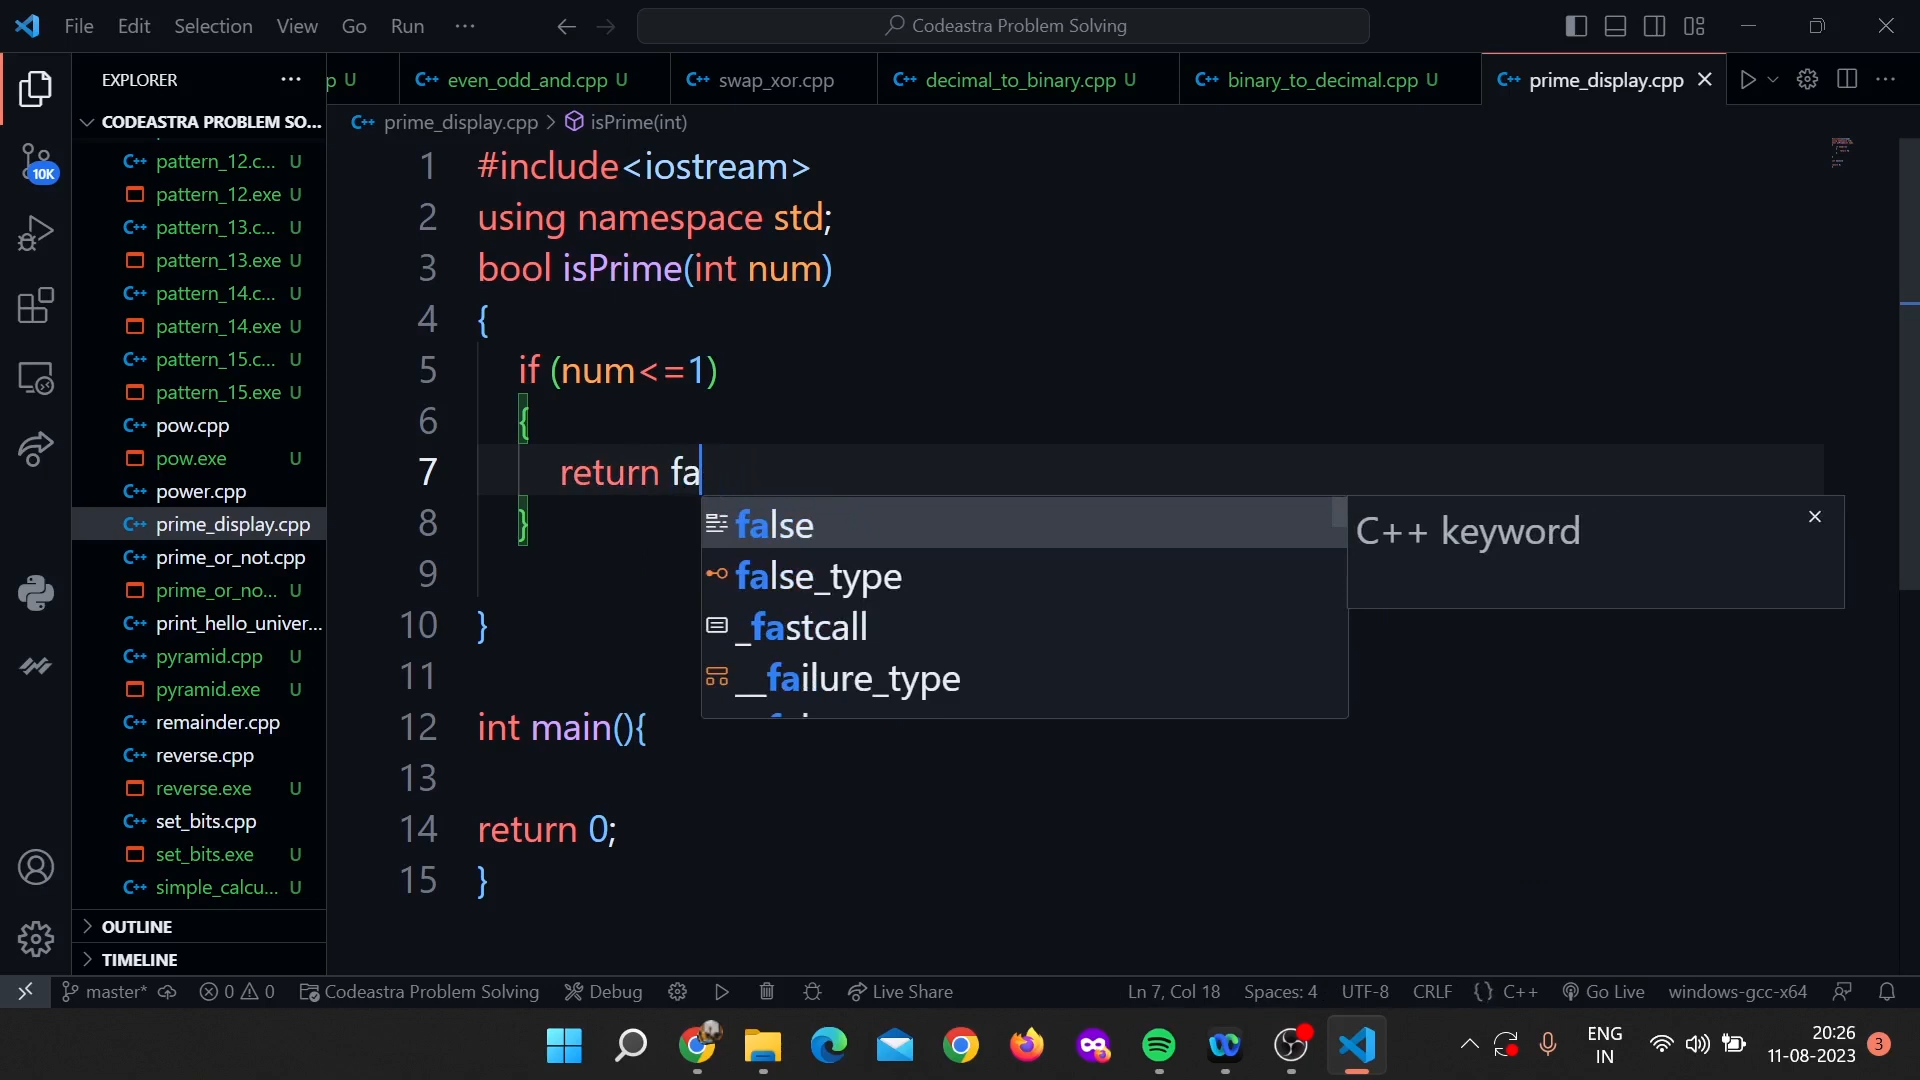 File Edit Selection View Go Run ···
Codeastra Problem Solving
EXPLORER
p U
even_odd_and.cpp U
swap_xor.cpp
decimal_to_binary.cpp U
binary_to_decimal.cpp U
prime_display.cpp
CODEASTRA PROBLEM SO...
prime_display.cpp > isPrime(int)
pattern_12.c... U
pattern_12.exe U
pattern_13.c... U
pattern_13.exe U
pattern_14.c... U
pattern_14.exe U
pattern_15.c... U
pattern_15.exe U
pow.cpp
pow.exe U
power.cpp
prime_display.cpp
prime_or_not.cpp
prime_or_no... U
print_hello_univer...
pyramid.cpp U
pyramid.exe U
remainder.cpp
reverse.cpp
reverse.exe U
set_bits.cpp
set_bits.exe U
simple_calcu... U
OUTLINE
TIMELINE
10K
1 #include<iostream>
2 using namespace std;
3 bool isPrime(int num)
4 {
5 if (num<=1)
6 {
7 return fa
8 }
9
10 }
11
12 int main(){
13
14 return 0;
15 }
false
false_type
_fastcall
__failure_type
C++ keyword
master* 0 0 Codeastra Problem Solving Debug Live Share
Ln 7, Col 18 Spaces: 4 UTF-8 CRLF {} C++ Go Live windows-gcc-x64
ENG
IN
20:26
11-08-2023
3